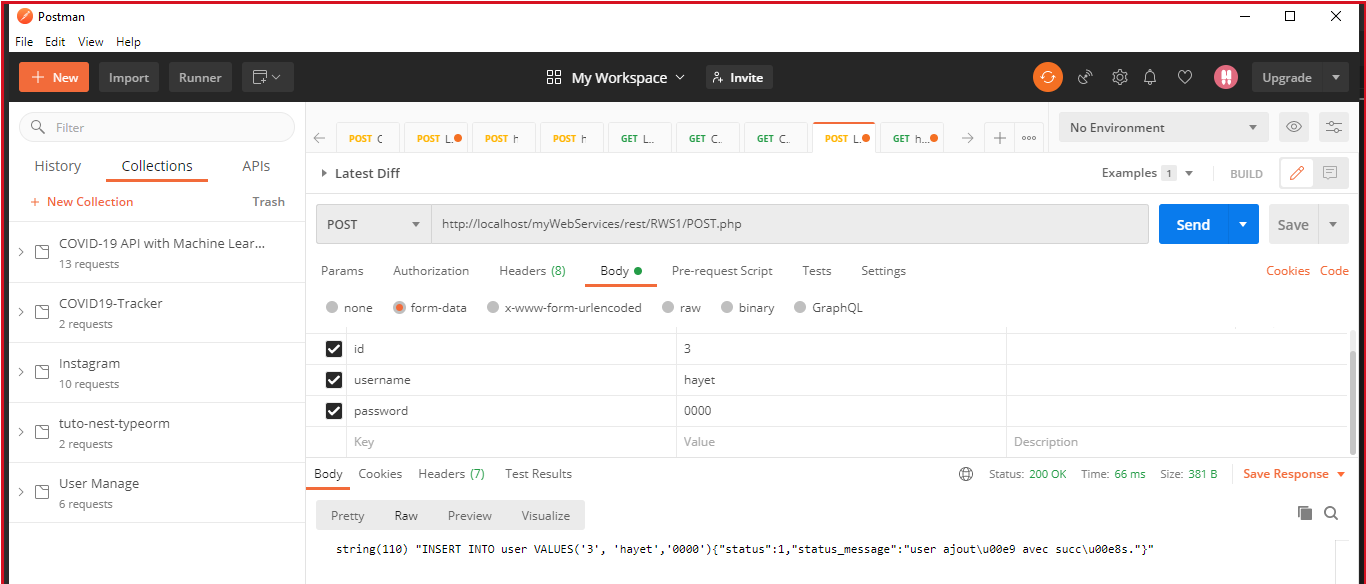 Postman
File Edit View Help
+ New Import Runner My Workspace Invite Upgrade
Filter
History Collections APIs
+ New Collection Trash
COVID-19 API with Machine Lear...
13 requests
COVID19-Tracker
2 requests
Instagram
10 requests
tuto-nest-typeorm
2 requests
User Manage
6 requests
POST C POST L. POST h POST h GET L... GET C.. GET C.. POST L. GET h... + ooo
No Environment
Latest Diff Examples 1 BUILD
POST http://localhost/myWebServices/rest/RWS1/POST.php Send Save
Params Authorization Headers (8) Body Pre-request Script Tests Settings Cookies Code
none form-data x-www-form-urlencoded raw binary GraphQL
id 3
username hayet
password 0000
Key Value Description
Body Cookies Headers (7) Test Results Status: 200 OK Time: 66 ms Size: 381 B Save Response
Pretty Raw Preview Visualize
string(110) "INSERT INTO user VALUES('3', 'hayet','0000'){"status":1,"status_message":"user ajout\u00e9 avec succ\u00e8s."}"